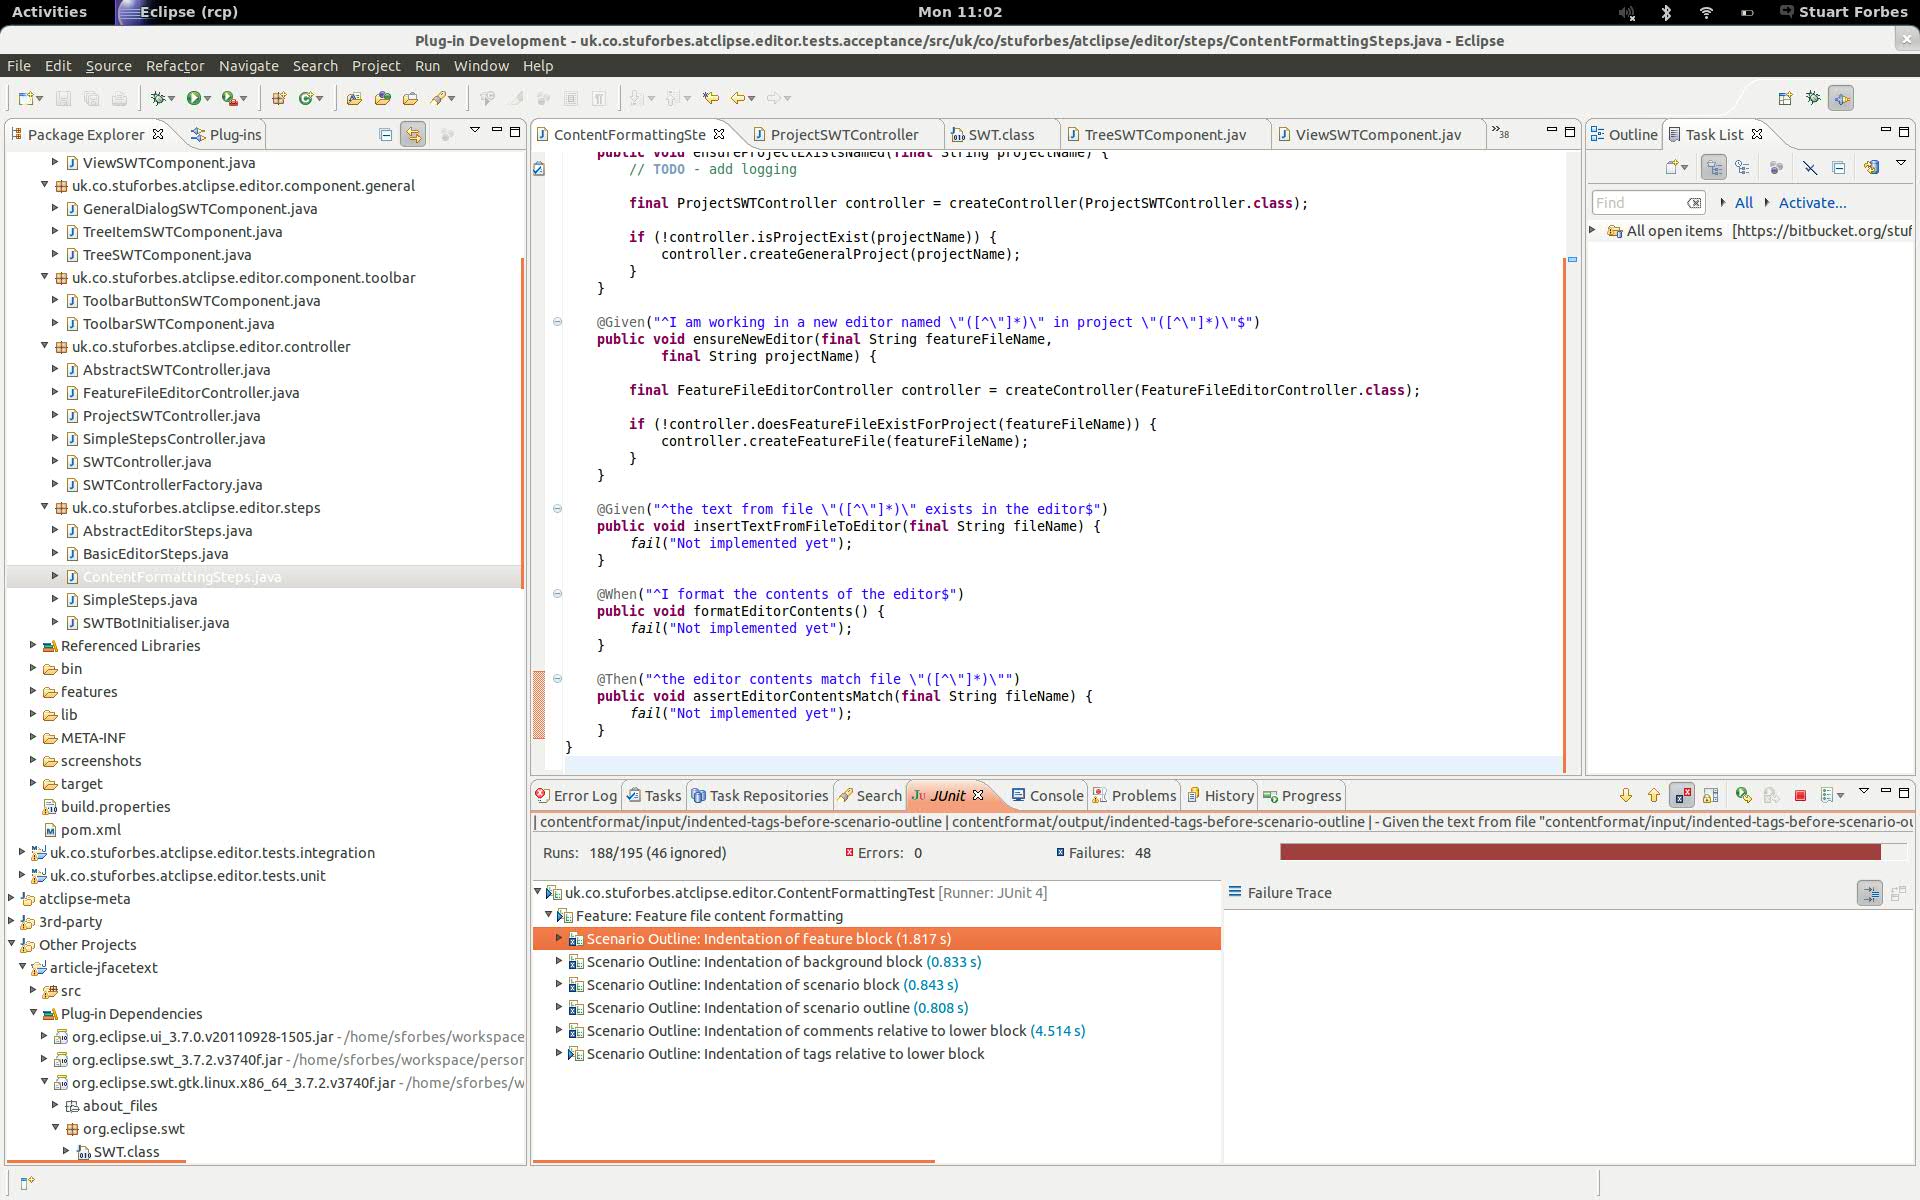 Activities
Eclipse (rcp)
Mon 11:02
Stuart Forbes
Plug-in Development - uk.co.stuforbes.atclipse.editor.tests.acceptance/src/uk/co/stuforbes/atclipse/editor/steps/ContentFormattingSteps.java - Eclipse
File Edit Source Refactor Navigate Search Project Run Window Help
Package Explorer
Plug-ins
ViewSWTComponent.java
uk.co.stuforbes.atclipse.editor.component.general
GeneralDialogSWTComponent.java
TreeItemSWTComponent.java
TreeSWTComponent.java
uk.co.stuforbes.atclipse.editor.component.toolbar
ToolbarButtonSWTComponent.java
ToolbarSWTComponent.java
uk.co.stuforbes.atclipse.editor.controller
AbstractSWTController.java
FeatureFileEditorController.java
ProjectSWTController.java
SimpleStepsController.java
SWTController.java
SWTControllerFactory.java
uk.co.stuforbes.atclipse.editor.steps
AbstractEditorSteps.java
BasicEditorSteps.java
ContentFormattingSteps.java
SimpleSteps.java
SWTBotInitialiser.java
Referenced Libraries
bin
features
lib
META-INF
screenshots
target
build.properties
pom.xml
uk.co.stuforbes.atclipse.editor.tests.integration
uk.co.stuforbes.atclipse.editor.tests.unit
atclipse-meta
3rd-party
Other Projects
article-jfacetext
src
Plug-in Dependencies
org.eclipse.ui_3.7.0.v20110928-1505.jar - /home/sforbes/workspace
org.eclipse.swt_3.7.2.v3740f.jar - /home/sforbes/workspace/person
org.eclipse.swt.gtk.linux.x86_64_3.7.2.v3740f.jar - /home/sforbes/w
about_files
org.eclipse.swt
SWT.class
ContentFormattingSte
ProjectSWTController
SWT.class
TreeSWTComponent.jav
ViewSWTComponent.jav
»38
public void ensureProjectExistsNamed(final String projectName) {
// TODO - add logging
final ProjectSWTController controller = createController(ProjectSWTController.class);
if (!controller.isProjectExist(projectName)) {
controller.createGeneralProject(projectName);
}
}
@Given("^I am working in a new editor named \"([^\"]*)\" in project \"([^\"]*)\"$")
public void ensureNewEditor(final String featureFileName,
final String projectName) {
final FeatureFileEditorController controller = createController(FeatureFileEditorController.class);
if (!controller.doesFeatureFileExistForProject(featureFileName)) {
controller.createFeatureFile(featureFileName);
}
}
@Given("^the text from file \"([^\"]*)\" exists in the editor$")
public void insertTextFromFileToEditor(final String fileName) {
fail("Not implemented yet");
}
@When("^I format the contents of the editor$")
public void formatEditorContents() {
fail("Not implemented yet");
}
@Then("^the editor contents match file \"([^\"]*)\"")
public void assertEditorContentsMatch(final String fileName) {
fail("Not implemented yet");
}
}
Outline
Task List
Find
All
Activate...
All open items [https://bitbucket.org/stuf
Error Log
Tasks
Task Repositories
Search
JUnit
Console
Problems
History
Progress
| contentformat/input/indented-tags-before-scenario-outline | contentformat/output/indented-tags-before-scenario-outline | - Given the text from file "contentformat/input/indented-tags-before-scenario-ou
Runs: 188/195 (46 ignored)
Errors: 0
Failures: 48
uk.co.stuforbes.atclipse.editor.ContentFormattingTest [Runner: JUnit 4]
Feature: Feature file content formatting
Scenario Outline: Indentation of feature block (1.817 s)
Scenario Outline: Indentation of background block (0.833 s)
Scenario Outline: Indentation of scenario block (0.843 s)
Scenario Outline: Indentation of scenario outline (0.808 s)
Scenario Outline: Indentation of comments relative to lower block (4.514 s)
Scenario Outline: Indentation of tags relative to lower block
Failure Trace